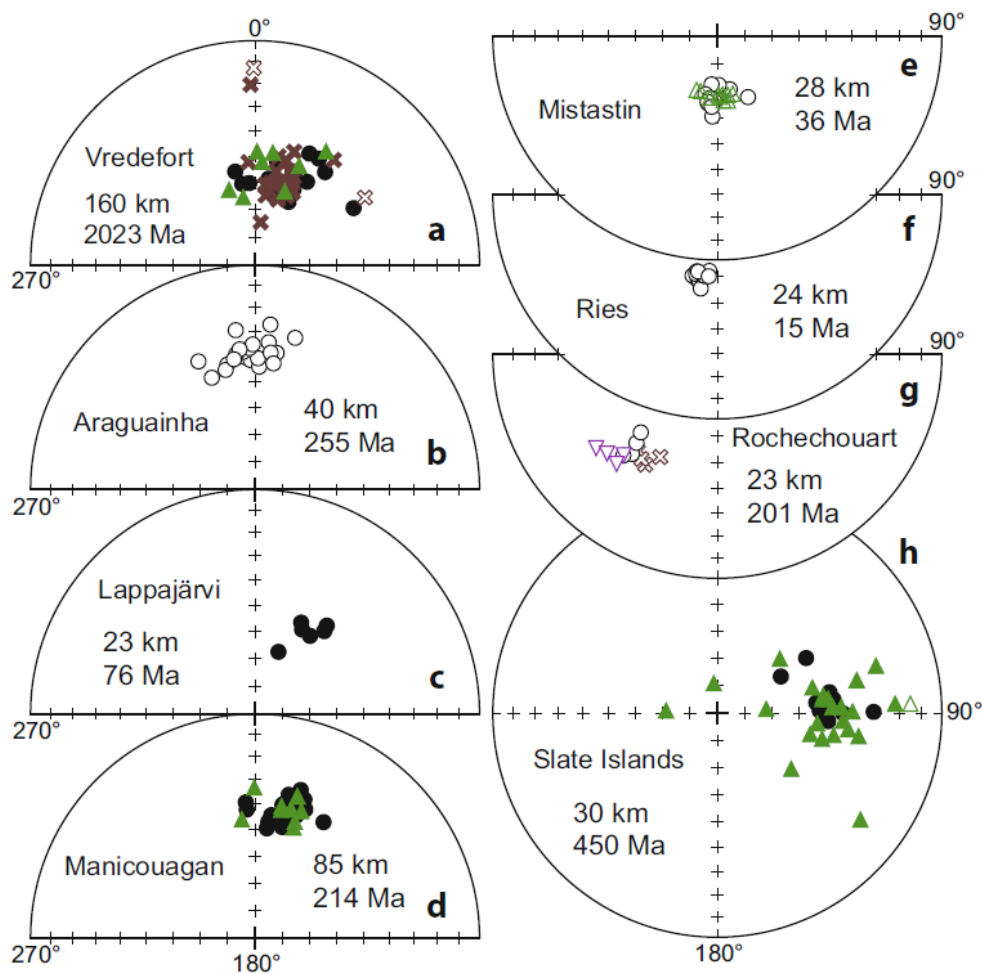 0°
Vredefort
160 km
2023 Ma
a
270°
Araguainha
40 km
255 Ma
b
270°
Lappajärvi
23 km
76 Ma
c
270°
Manicouagan
85 km
214 Ma
d
270°
180°
90°
e
Mistastin
28 km
36 Ma
90°
f
Ries
24 km
15 Ma
90°
g
Rochechouart
23 km
201 Ma
h
90°
Slate Islands
30 km
450 Ma
180°